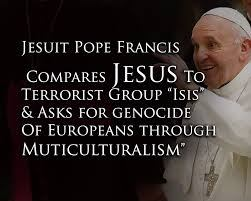 JESUIT POPE FRANCIS
COMPARES JESUS TO
TERRORIST GROUP “ISIS”
& ASKS FOR GENOCIDE
OF EUROPEANS THROUGH
MUTICULTURALISM”